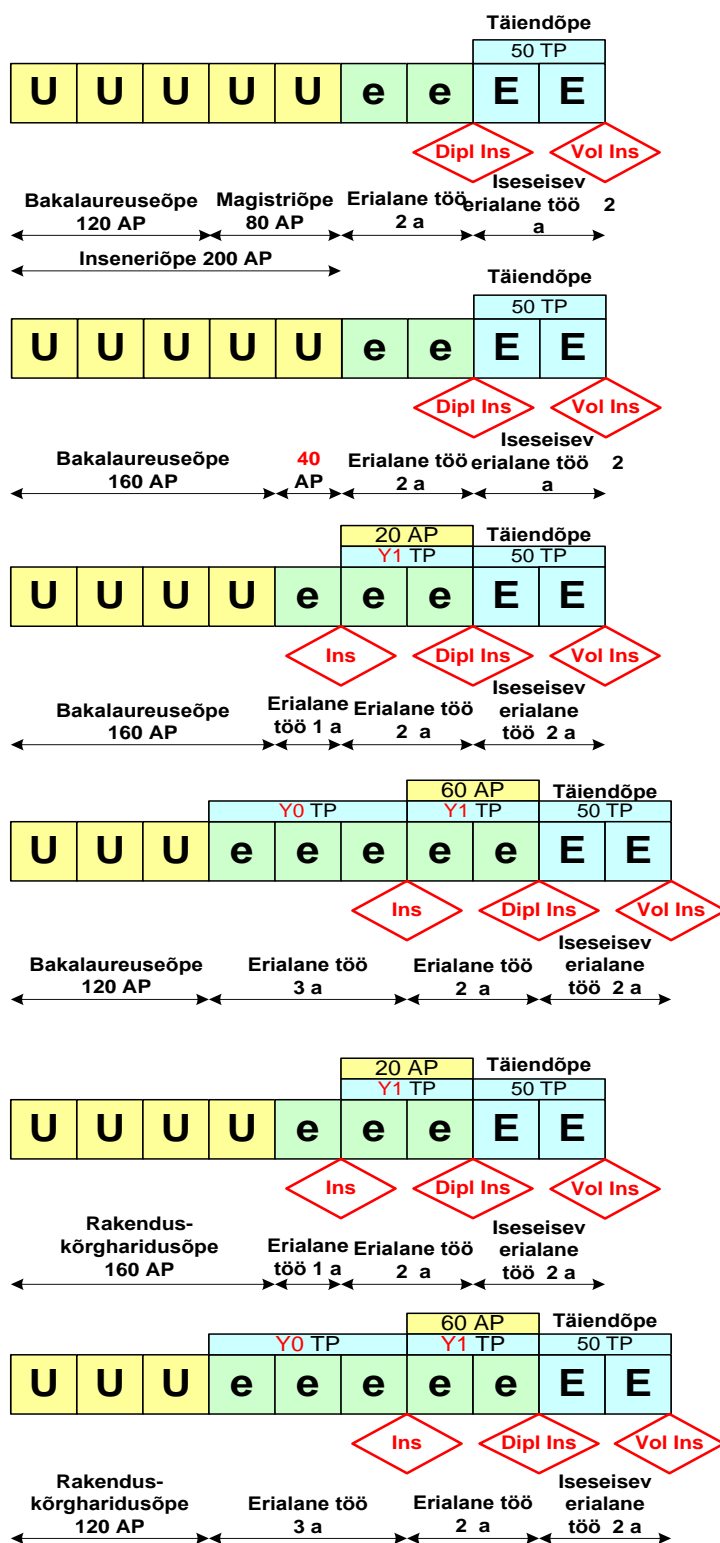 Täiendõpe
50 TP
U U U U U e e E E
Dipl Ins Vol Ins
Bakalaureuseõpe Magistriõpe Erialane töö Iseseisev
120 AP 80 AP 2 a erialane töö 2
a
Inseneriõpe 200 AP
Täiendõpe
50 TP
U U U U U e e E E
Dipl Ins Vol Ins
Bakalaureuseõpe 40 Erialane töö Iseseisev
160 AP AP 2 a erialane töö 2
a
20 AP Täiendõpe
Y1 TP 50 TP
U U U U e e e E E
Ins Dipl Ins Vol Ins
Bakalaureuseõpe Erialane Erialane töö Iseseisev
160 AP töö 1 a 2 a erialane
töö 2 a
60 AP Täiendõpe
Y0 TP Y1 TP 50 TP
U U U e e e e e E E
Ins Dipl Ins Vol Ins
Bakalaureuseõpe Erialane töö Erialane töö Iseseisev
120 AP 3 a 2 a erialane
töö 2 a
20 AP Täiendõpe
Y1 TP 50 TP
U U U U e e e E E
Ins Dipl Ins Vol Ins
Rakendus- Erialane Erialane töö Iseseisev
kõrgharidusõpe töö 1 a 2 a erialane
160 AP töö 2 a
60 AP Täiendõpe
Y0 TP Y1 TP 50 TP
U U U e e e e e E E
Ins Dipl Ins Vol Ins
Rakendus- Erialane töö Erialane töö Iseseisev
kõrgharidusõpe 3 a 2 a erialane
120 AP töö 2 a